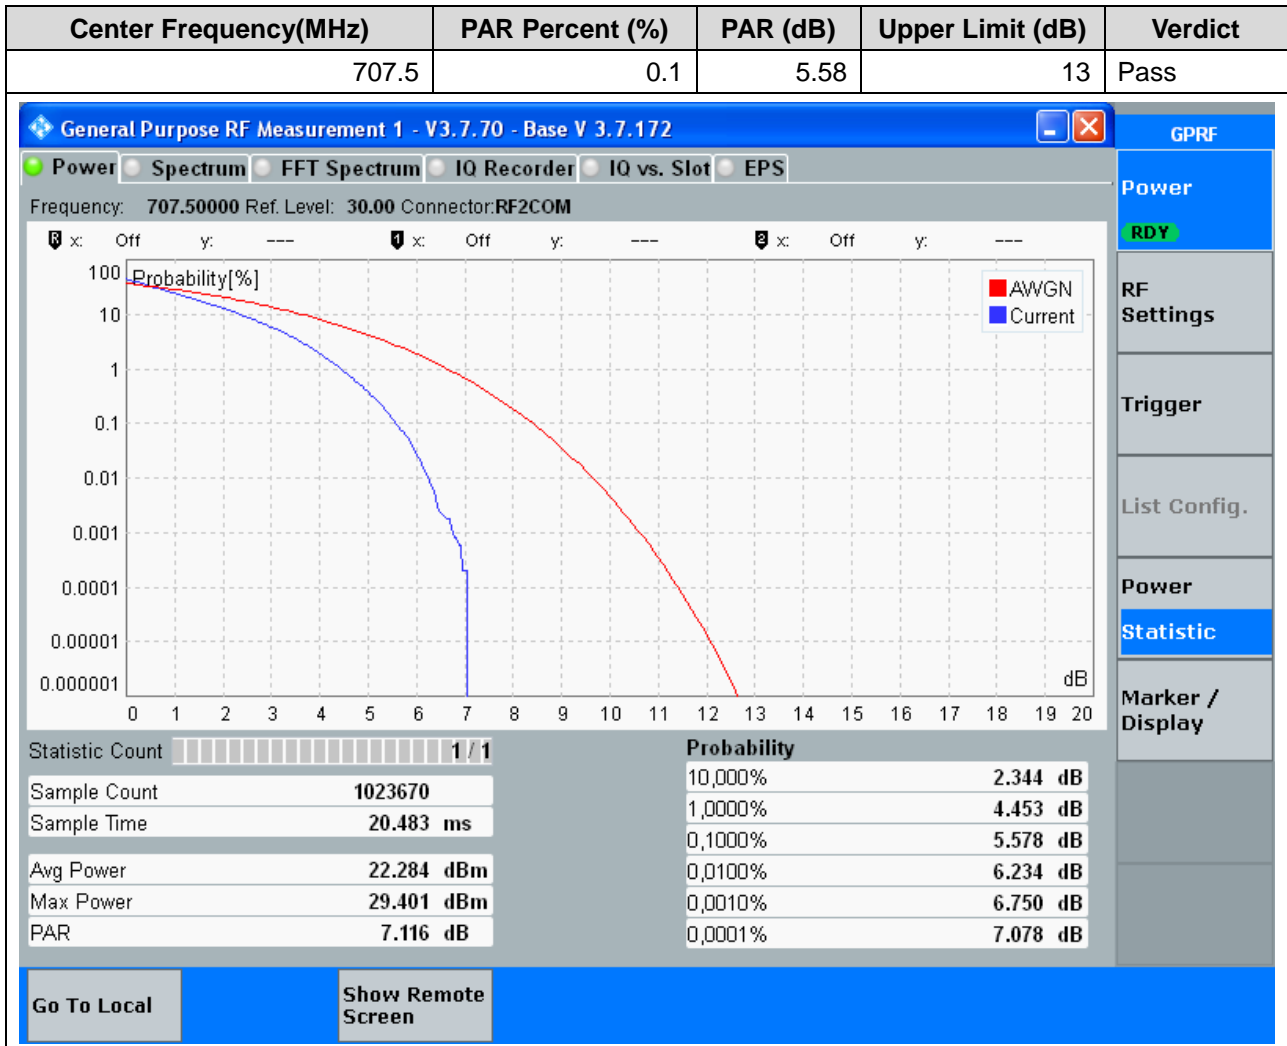 Center Frequency(MHz) PAR Percent (%) PAR (dB) Upper Limit (dB) Verdict
707.5 0.1 5.58 13 Pass
General Purpose RF Measurement 1 - V3.7.70 - Base V 3.7.172
GPRF
Power Spectrum FFT Spectrum IQ Recorder IQ vs. Slot EPS
Frequency: 707.50000 Ref. Level: 30.00 Connector:RF2COM
R x: Off y: --- 1 x: Off y: --- 2 x: Off y: ---
Probability[%]
100
10
1
0.1
0.01
0.001
0.0001
0.00001
0.000001
AWGN
Current
dB
0 1 2 3 4 5 6 7 8 9 10 11 12 13 14 15 16 17 18 19 20
Statistic Count 1 / 1
Sample Count 1023670
Sample Time 20.483 ms
Avg Power 22.284 dBm
Max Power 29.401 dBm
PAR 7.116 dB
Probability
10,000% 2.344 dB
1,0000% 4.453 dB
0,1000% 5.578 dB
0,0100% 6.234 dB
0,0010% 6.750 dB
0,0001% 7.078 dB
Power
RDY
RF
Settings
Trigger
List Config.
Power
Statistic
Marker /
Display
Go To Local
Show Remote
Screen